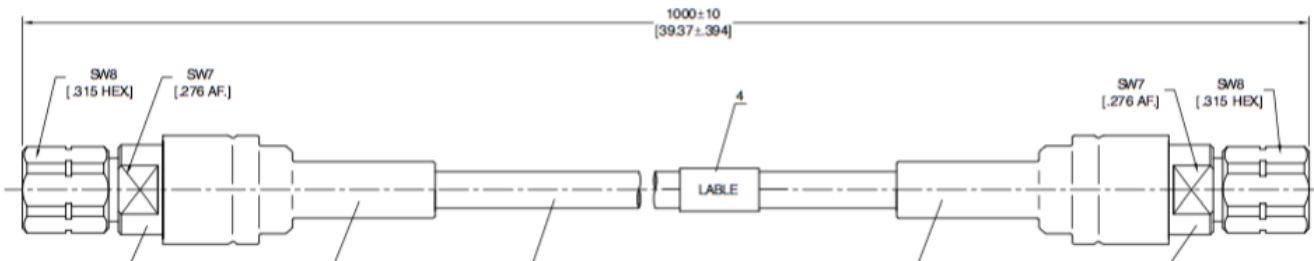 1000±10
[39.37±.394]
SW8
[.315 HEX]
SW7
[.276 AF.]
4
SW7
[.276 AF.]
SW8
[.315 HEX]
LABLE